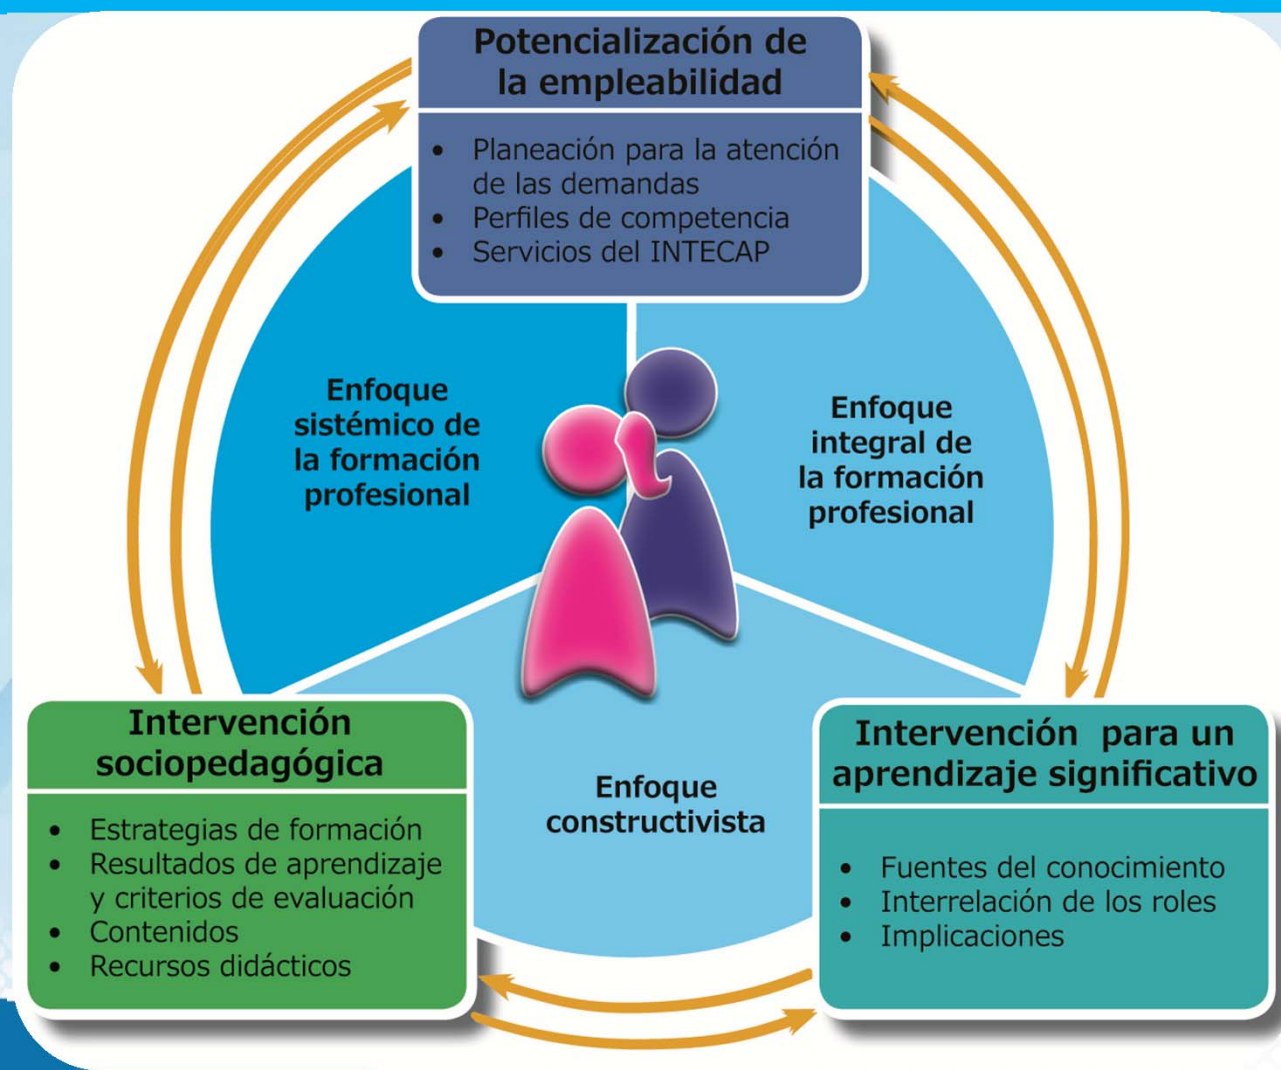 Potencialización de
la empleabilidad
• Planeación para la atención
de las demandas
• Perfiles de competencia
• Servicios del INTECAP
Enfoque
sistémico de
la formación
profesional
Enfoque
integral de
la formación
profesional
Enfoque
constructivista
Intervención
sociopedagógica
• Estrategias de formación
• Resultados de aprendizaje
y criterios de evaluación
• Contenidos
• Recursos didácticos
Intervención para un
aprendizaje significativo
• Fuentes del conocimiento
• Interrelación de los roles
• Implicaciones